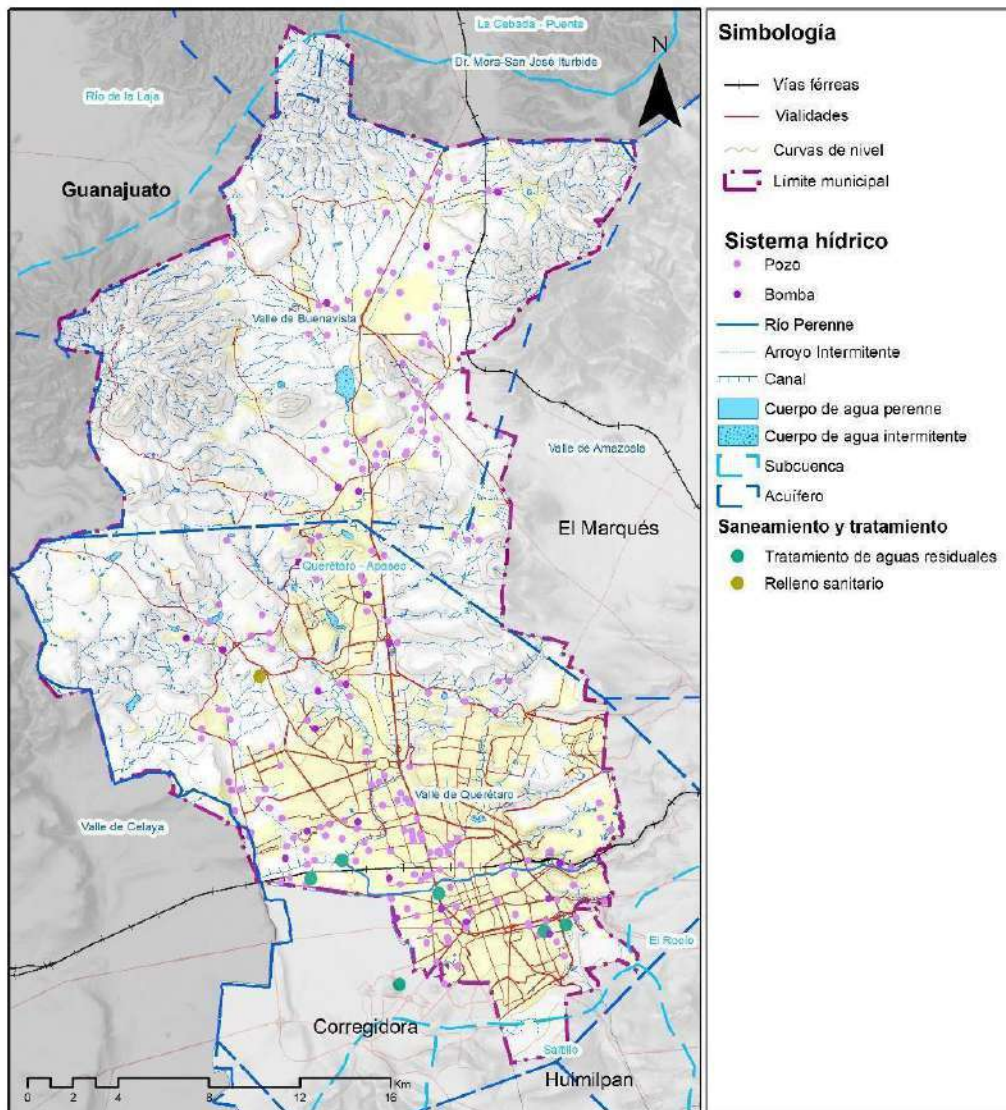 La Cebada - Puente
N
Dr. Mora-San José Iturbide
Río de la Laja
Guanajuato
Valle de Buenavista
Valle de Amazcala
El Marqués
Querétaro - Apaseo
Valle de Querétaro
Valle de Celaya
El Rocío
Corregidora
Saltillo
Huimilpan
Km
0 2 4 8 12 16
Simbología
Vías férreas
Vialidades
Curvas de nivel
Límite municipal
Sistema hídrico
Pozo
Bomba
Río Perenne
Arroyo Intermitente
Canal
Cuerpo de agua perenne
Cuerpo de agua intermitente
Subcuenca
Acuífero
Saneamiento y tratamiento
Tratamiento de aguas residuales
Relleno sanitario